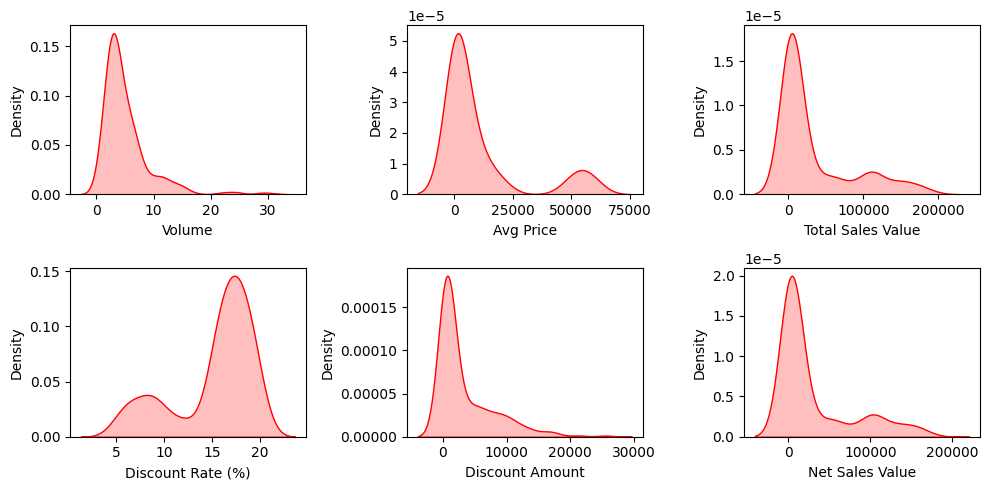 1e−5
1e−5
0.15
0.10
0.05
0.00
Density
0 10 20 30
Volume
5
4
3
2
1
0
Density
0 25000 50000 75000
Avg Price
1.5
1.0
0.5
0.0
Density
0 100000 200000
Total Sales Value
1e−5
0.15
0.10
0.05
0.00
Density
5 10 15 20
Discount Rate (%)
0.00015
0.00010
0.00005
0.00000
Density
0 10000 20000 30000
Discount Amount
2.0
1.5
1.0
0.5
0.0
Density
0 100000 200000
Net Sales Value